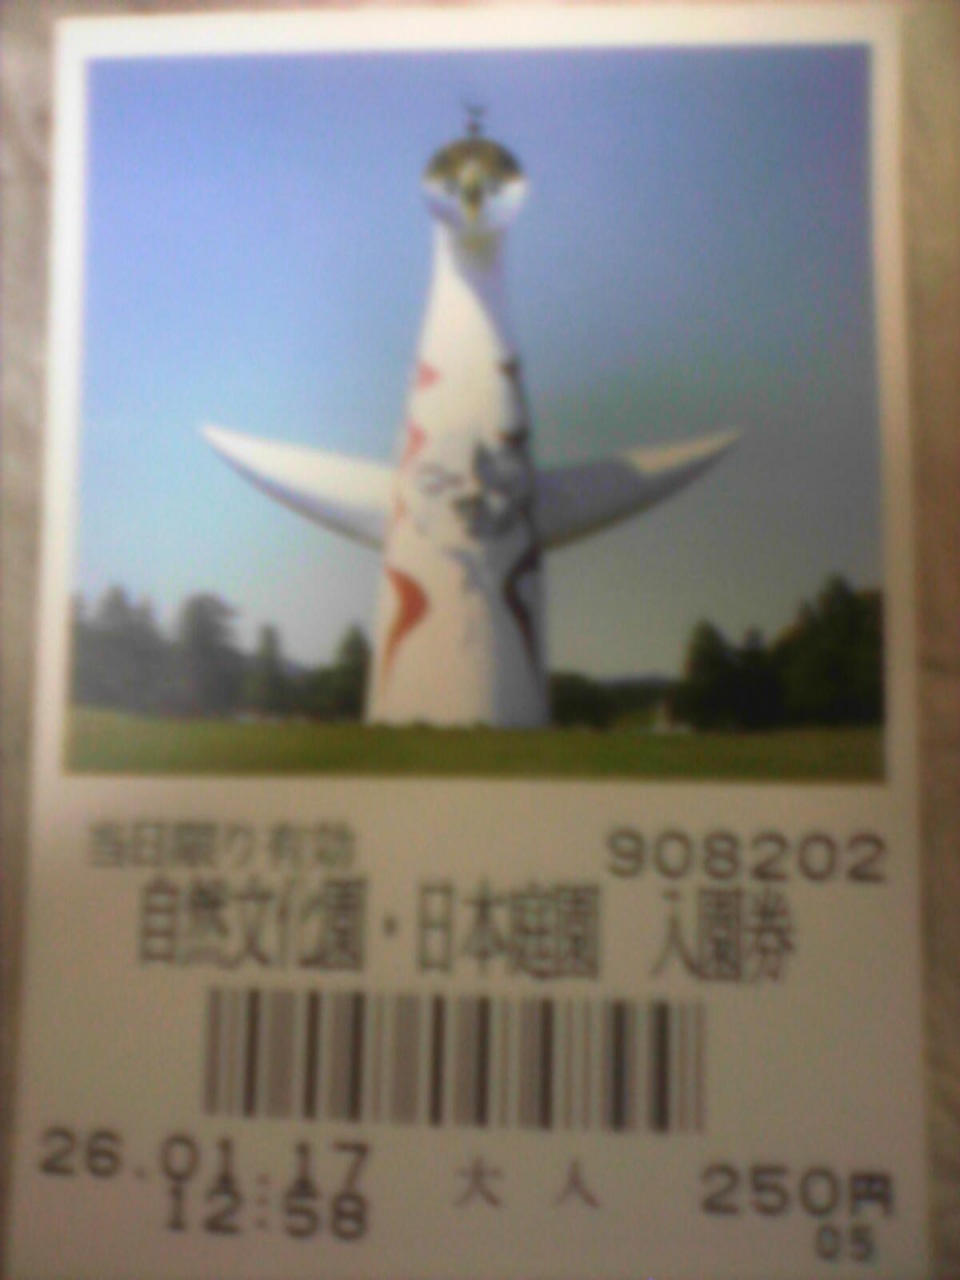 当日限り有効
908202
自然文化園・日本庭園 入園券
26.01.17 大人 250円
12:58
05